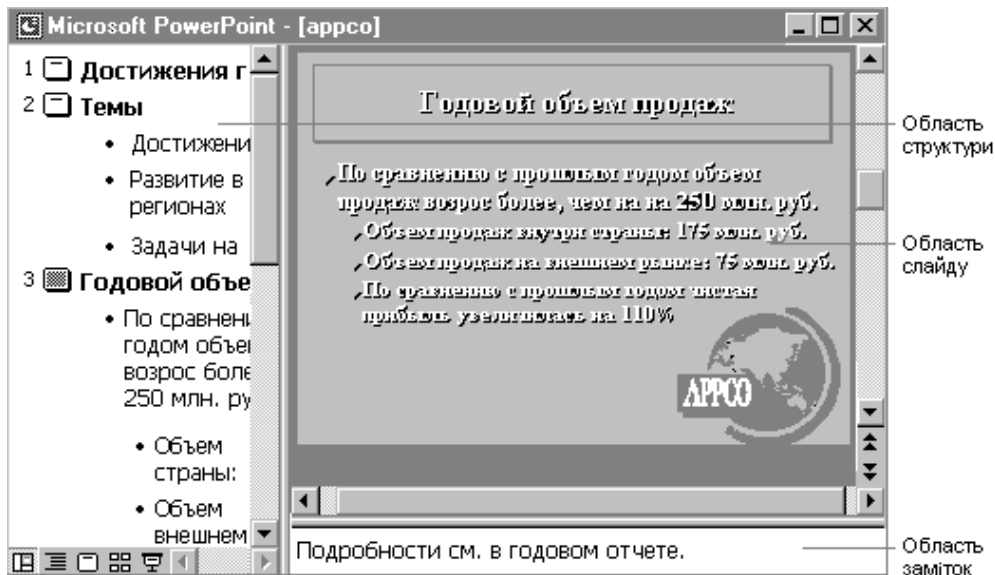 Microsoft PowerPoint - [appco]
1 Достижения г
2 Темы
• Достижени
• Развитие в
регионах
• Задачи на
3 Годовой объе
• По сравнени
годом объе
возрос боле
250 млн. ру
• Объем
страны:
• Объем
внешнем
Годовой объем продаж
По сравнению с прошлым годом объем
продаж возрос более, чем на на 250 млн. руб.
Объем продаж внутри страны: 175 млн. руб.
Объем продаж на внешнем рынке: 75 млн. руб.
По сравнению с прошлым годом чистая
прибыль увеличилась на 110%
APPCO
Подробности см. в годовом отчете.
Область
структури
Область
слайду
Область
заміток